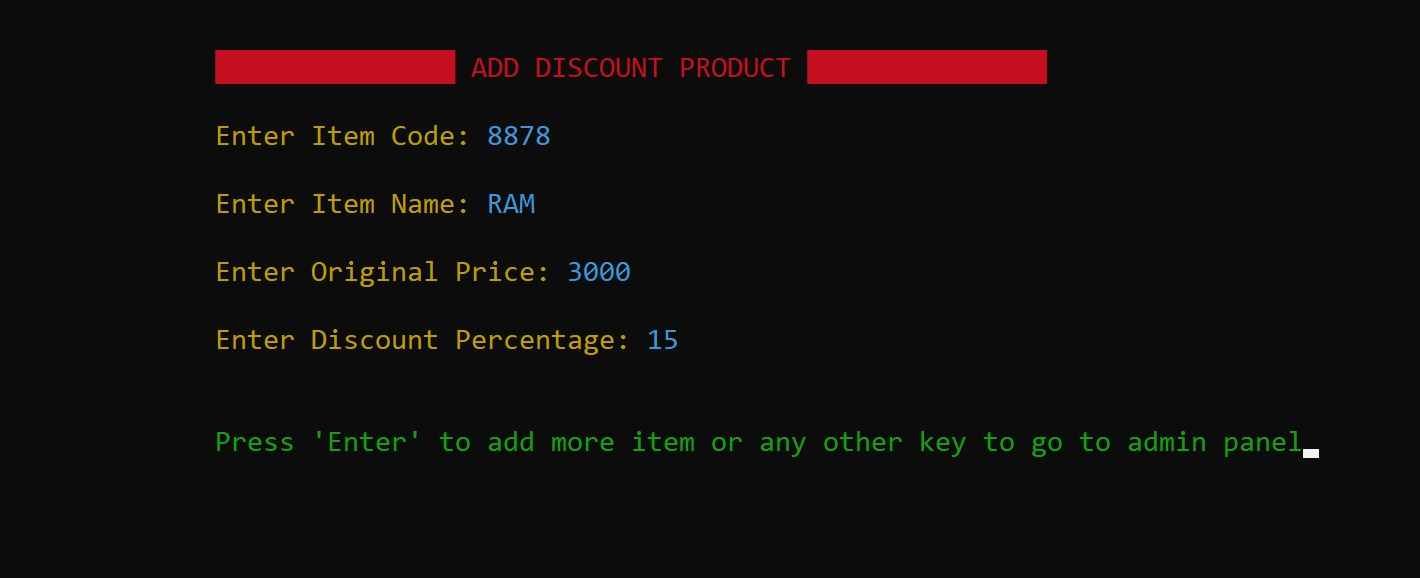 ADD DISCOUNT PRODUCT
Enter Item Code: 8878
Enter Item Name: RAM
Enter Original Price: 3000
Enter Discount Percentage: 15
Press 'Enter' to add more item or any other key to go to admin panel